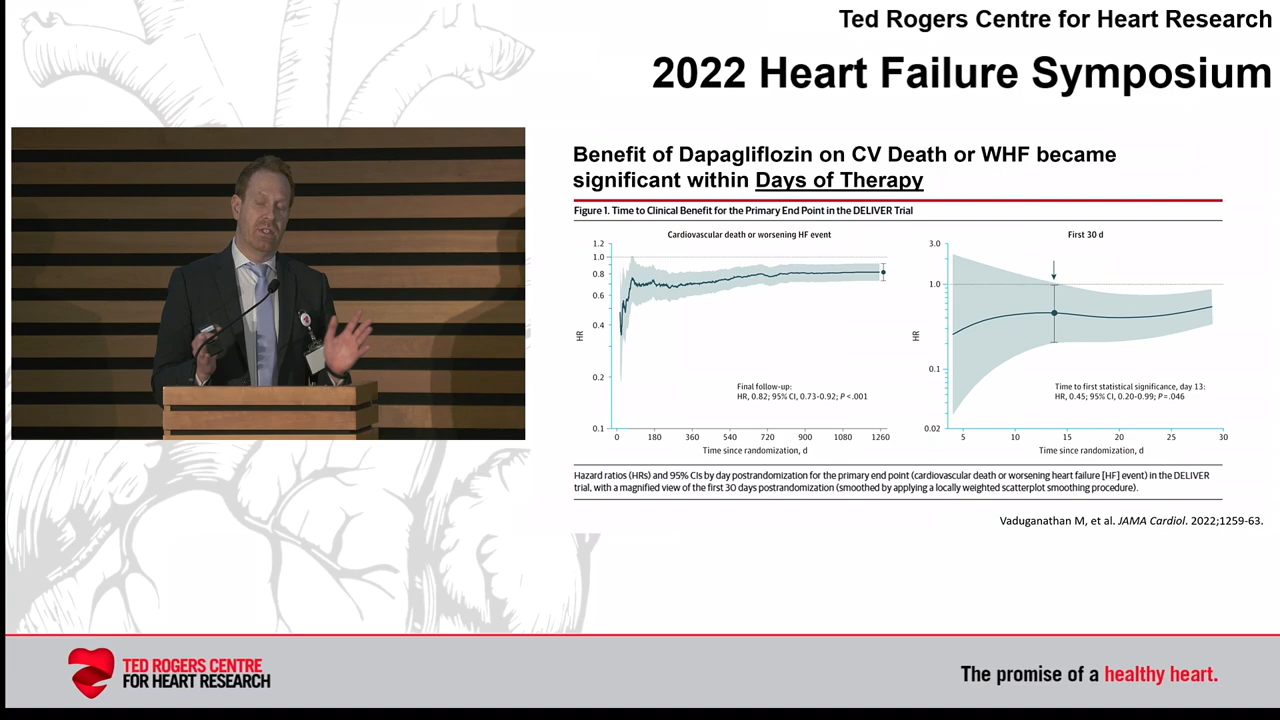 Ted Rogers Centre for Heart Research
2022 Heart Failure Symposium
Benefit of Dapagliflozin on CV Death or WHF became
significant within Days of Therapy
Figure 1. Time to Clinical Benefit for the Primary End Point in the DELIVER Trial
Cardiovascular death or worsening HF event
1.2
1.0
0.8
0.6
0.4
0.2
0.1
HR
Final follow-up:
HR, 0.82; 95% CI, 0.73-0.92; P <.001
0 180 360 540 720 900 1080 1260
Time since randomization, d
First 30 d
3.0
1.0
0.1
0.02
HR
Time to first statistical significance, day 13:
HR, 0.45; 95% CI, 0.20-0.99; P=.046
5 10 15 20 25 30
Time since randomization, d
Hazard ratios (HRs) and 95% CIs by day postrandomization for the primary end point (cardiovascular death or worsening heart failure [HF] event) in the DELIVER
trial, with a magnified view of the first 30 days postrandomization (smoothed by applying a locally weighted scatterplot smoothing procedure).
Vaduganathan M, et al. JAMA Cardiol. 2022;1259-63.
TED ROGERS CENTRE
FOR HEART RESEARCH
The promise of a healthy heart.